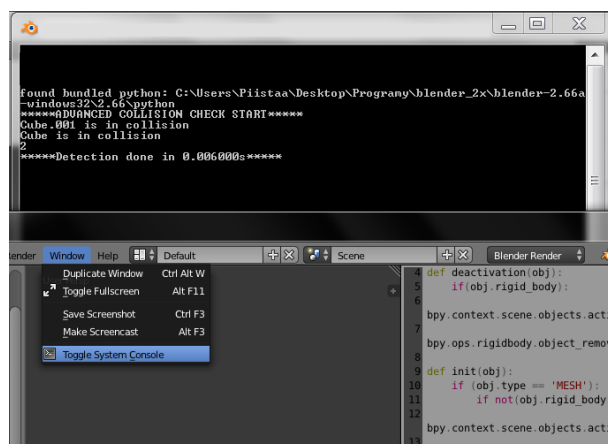 found bundled python: C:\Users\Piistaa\Desktop\Programy\blender_2x\blender-2.66a
-windows32\2.66\python
*****ADVANCED COLLISION CHECK START*****
Cube.001 is in collision
Cube is in collision
2
*****Detection done in 0.006000s*****
ender Window Help Default Scene Blender Render
Duplicate Window Ctrl Alt W
Toggle Fullscreen Alt F11
Save Screenshot Ctrl F3
Make Screencast Alt F3
Toggle System Console
4 def deactivation(obj):
5 if(obj.rigid_body):
6
bpy.context.scene.objects.acti
7
bpy.ops.rigidbody.object_remov
8
9 def init(obj):
10 if (obj.type == 'MESH'):
11 if not(obj.rigid_body
12
bpy.context.scene.objects.acti
13